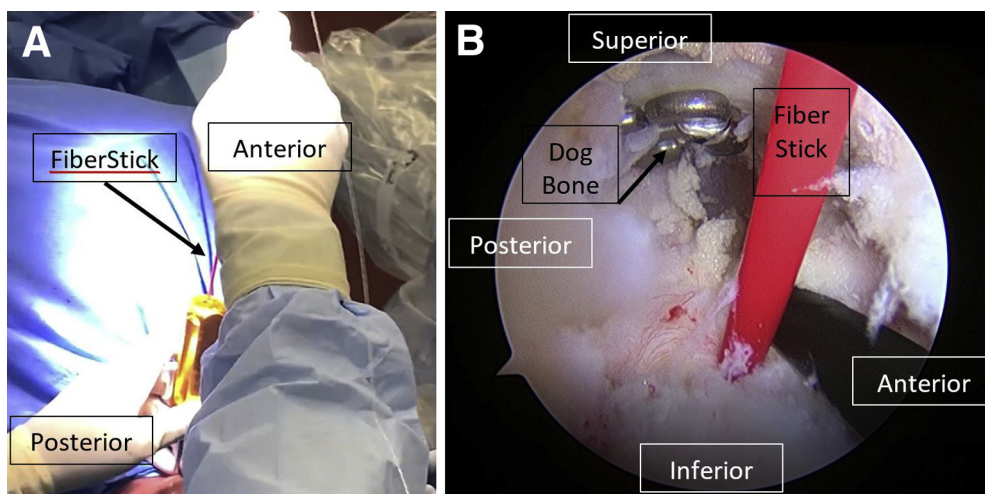 A
FiberStick
Anterior
Posterior
B
Superior
Fiber
Stick
Dog
Bone
Posterior
Anterior
Inferior